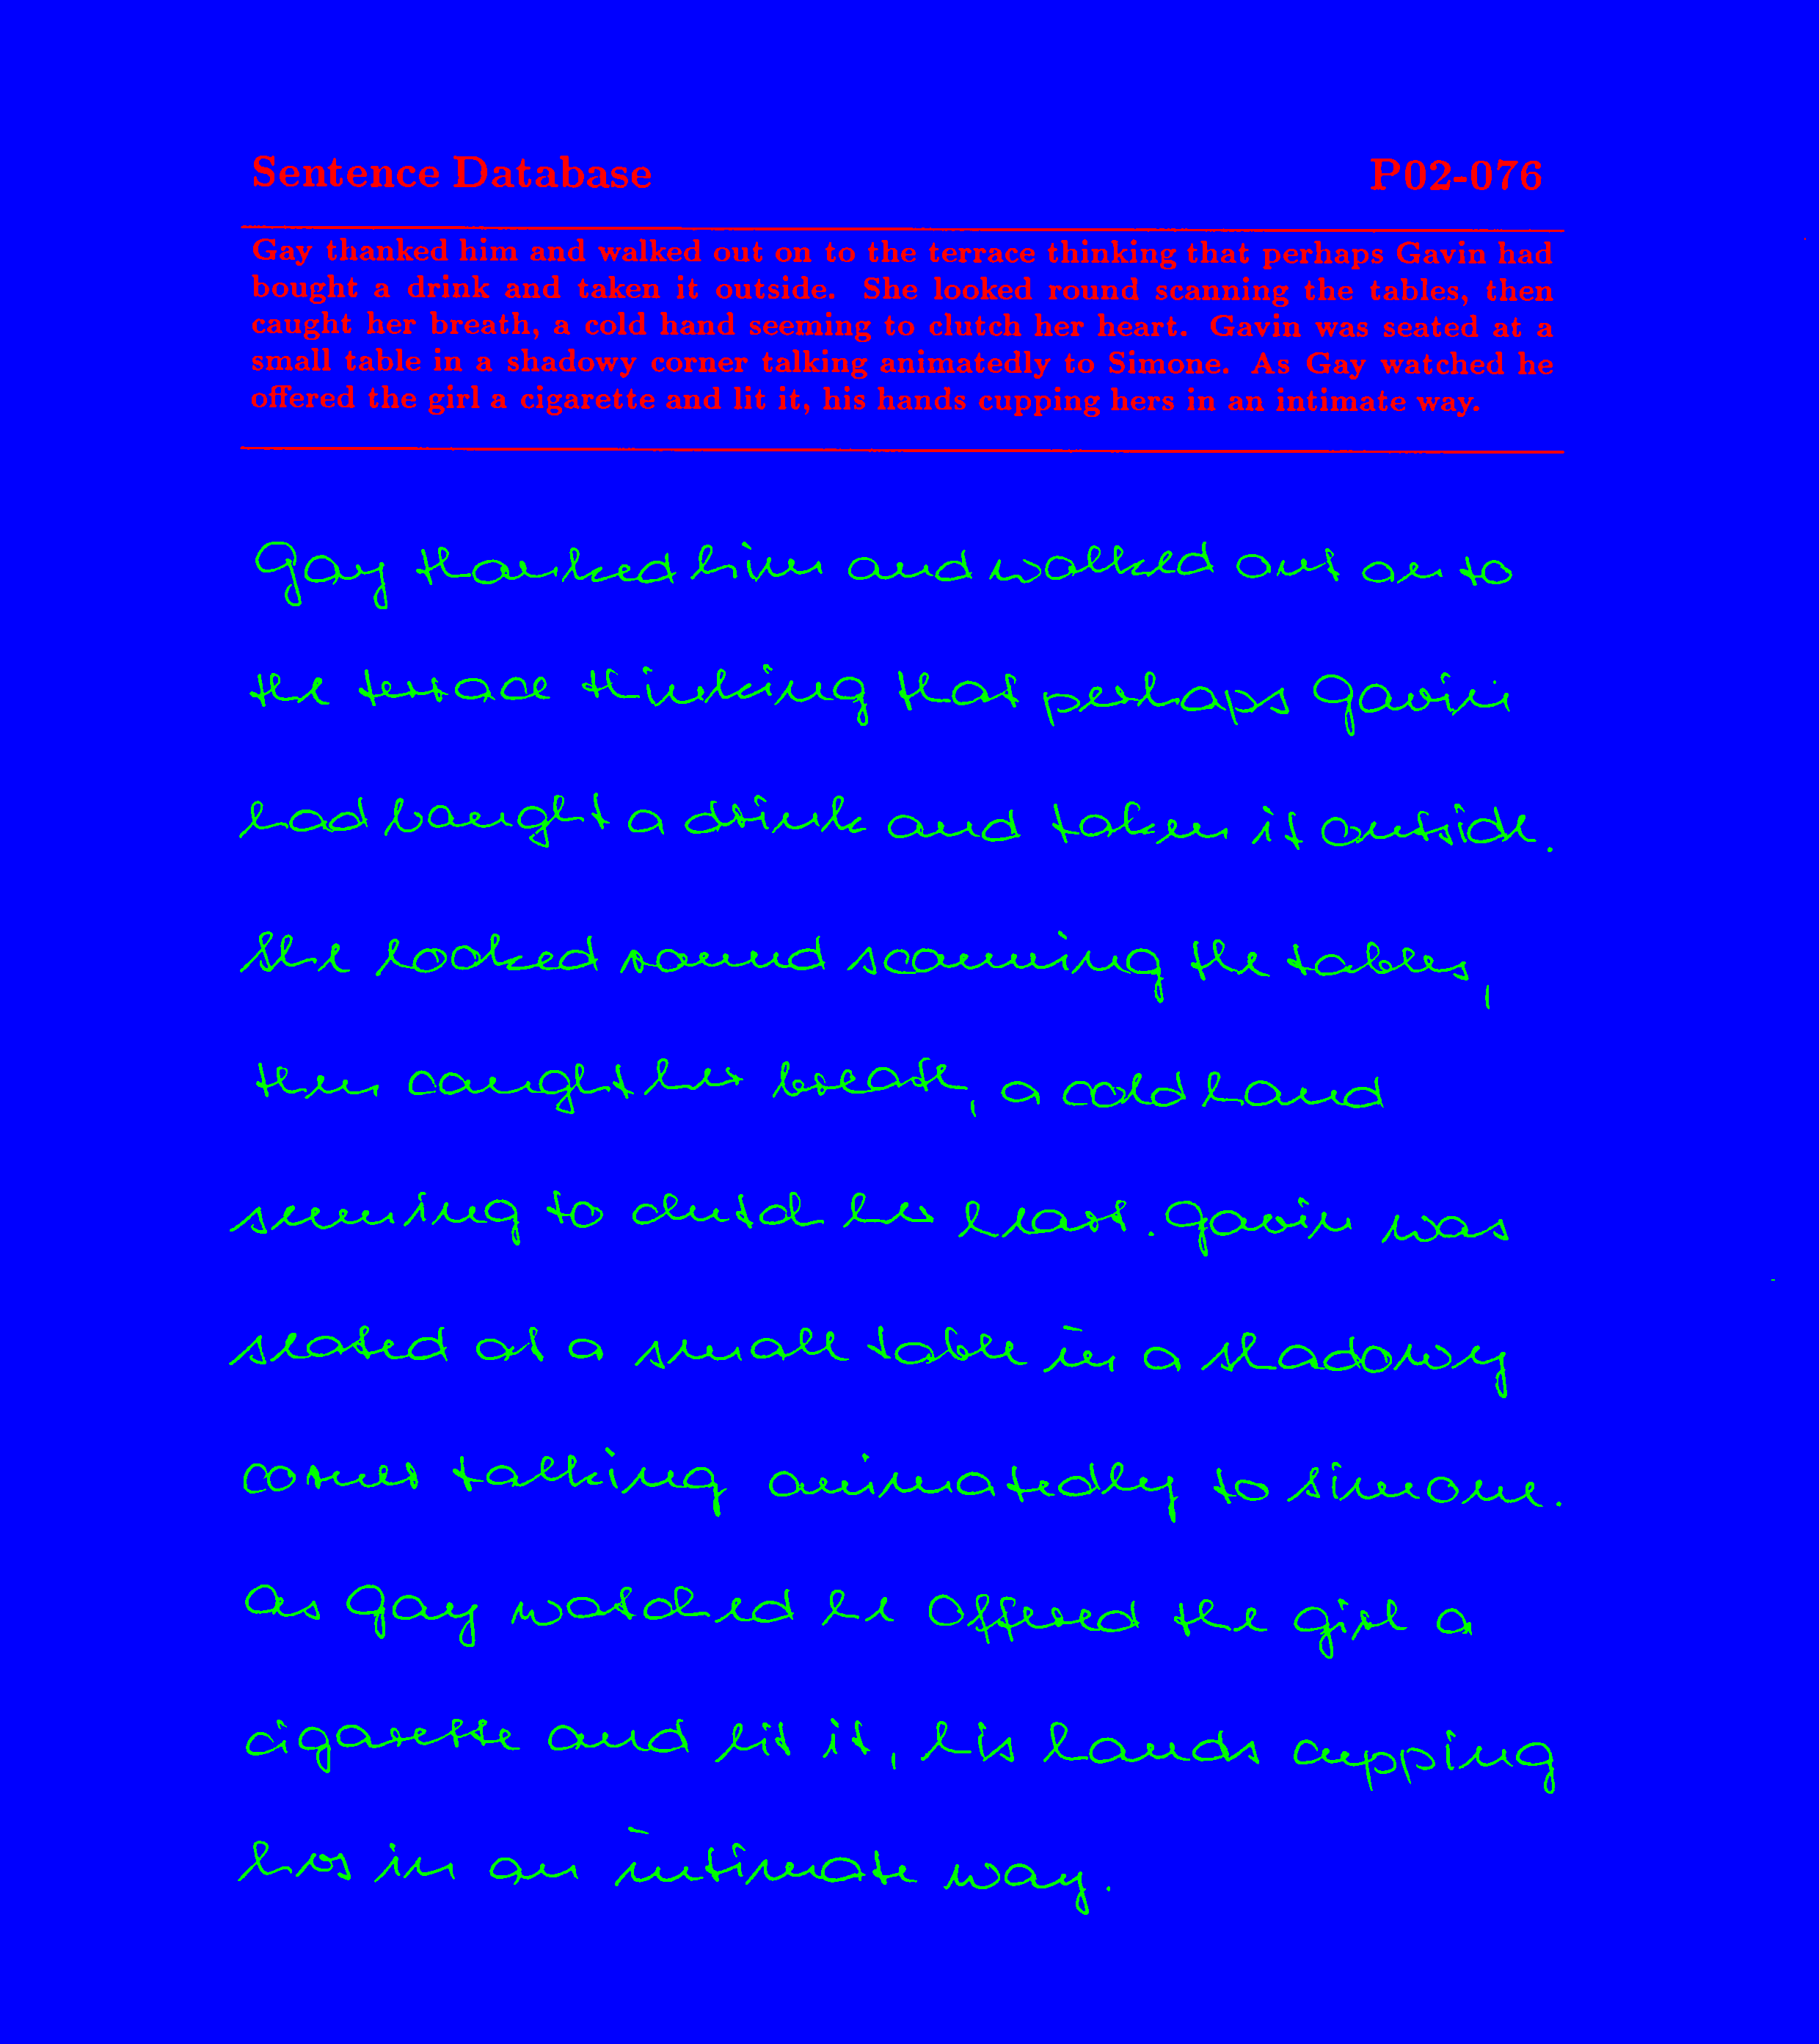 Sentence Database P02-076
Gay thanked him and walked out on to the terrace thinking that perhaps Gavin had
bought a drink and taken it outside. She looked round scanning the tables, then
caught her breath, a cold hand seeming to clutch her heart. Gavin was seated at a
small table in a shadowy corner talking animatedly to Simone. As Gay watched he
offered the girl a cigarette and lit it, his hands cupping hers in an intimate way.
Gay thanked him and walked out on to
the terrace thinking that perhaps Gavin
had bought a drink and taken it outside.
She looked round scanning the tables,
then caught her breath, a cold hand
seeming to clutch her heart. Gavin was
seated at a small table in a shadowy
corner talking animatedly to Simone.
As Gay watched he offered the girl a
cigarette and lit it, his hands cupping
hers in an intimate way.